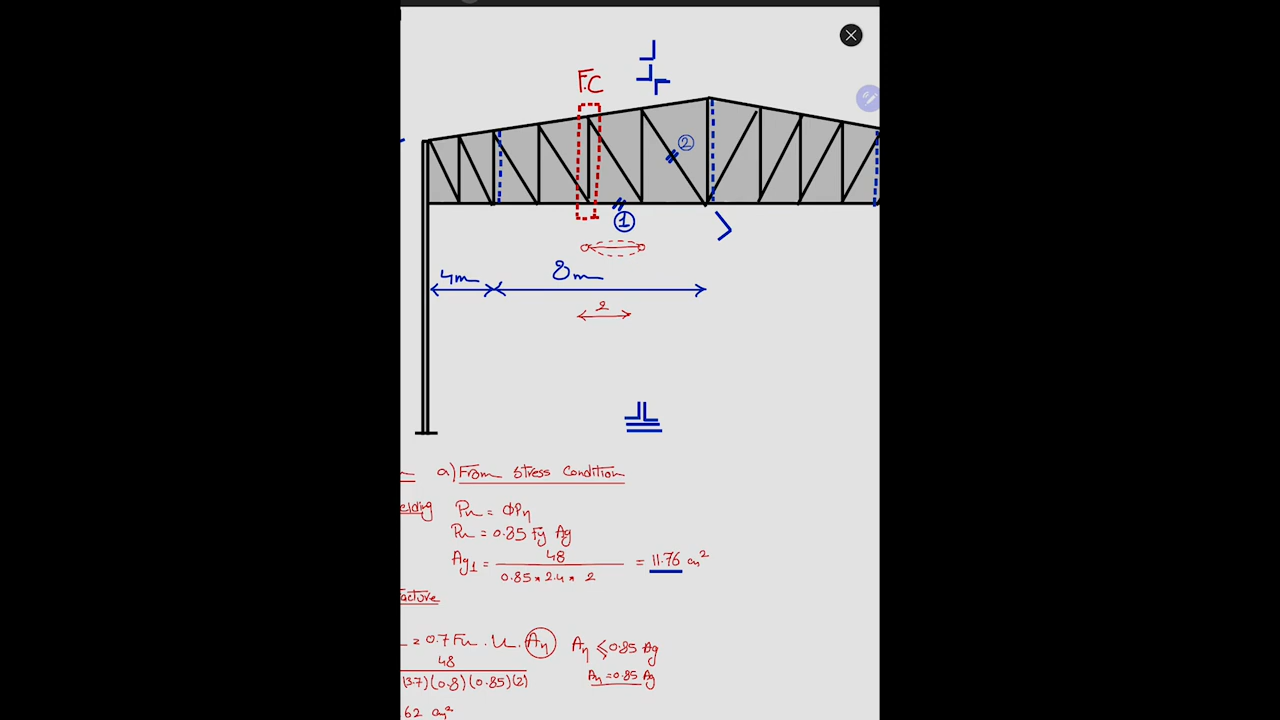 F.C
②
①
4m
8m
2
a) From Stress Condition
elding Pu = ΦPn
Pu = 0.85 Fy Ag
Ag1 = 48 / 0.85 * 2.4 * 2 = 11.76 cm²
acture
= 0.7 Fu . U . An An ≤ 0.85 Ag
48 An = 0.85 Ag
(3.7)(0.8)(0.85)(2)
62 cm²